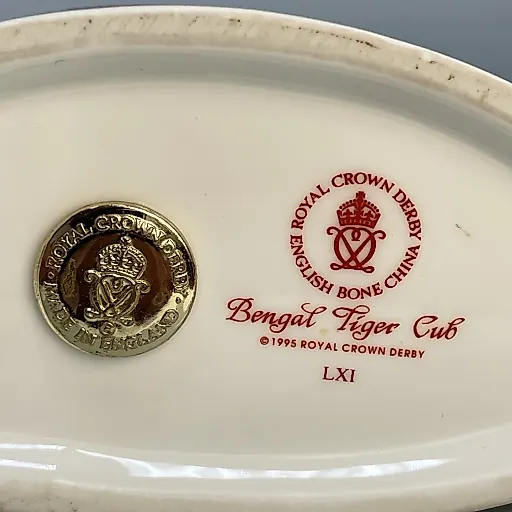 ROYAL CROWN DERBY
MADE IN ENGLAND
ROYAL CROWN DERBY
ENGLISH BONE CHINA
Bengal Tiger Cub
© 1995 ROYAL CROWN DERBY
LXI